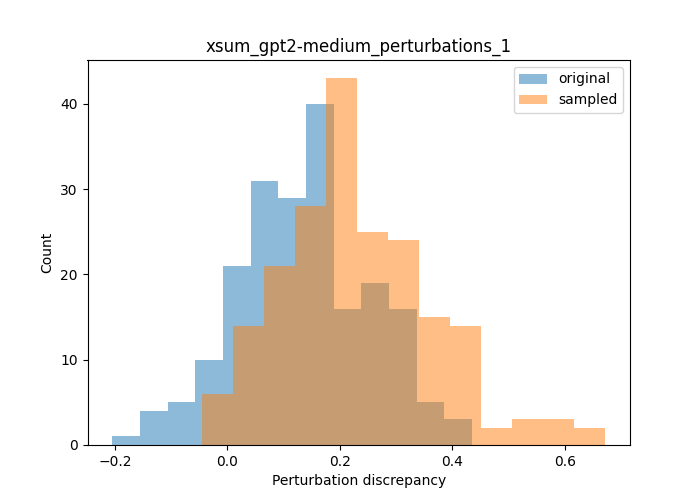 xsum_gpt2-medium_perturbations_1
original
sampled
Count
40
30
20
10
0
−0.2
0.0
0.2
0.4
0.6
Perturbation discrepancy